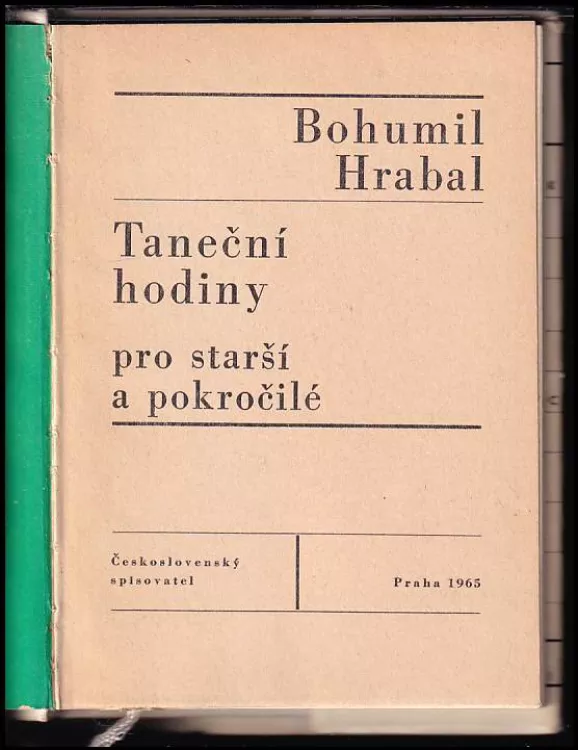 Bohumil
Hrabal
Taneční
hodiny
pro starší
a pokročilé
Československý
spisovatel
Praha 1965